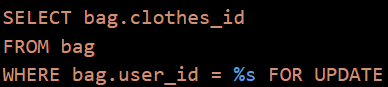 SELECT bag.clothes_id
FROM bag
WHERE bag.user_id = %s FOR UPDATE